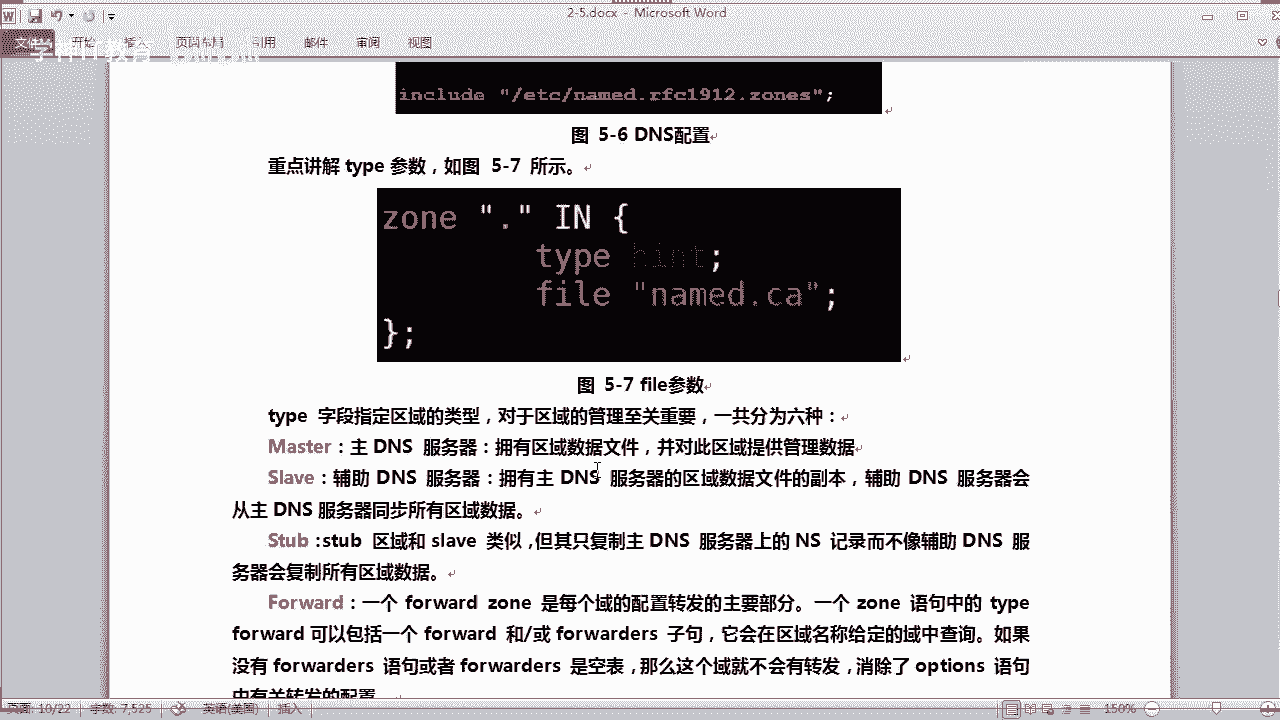 2-5.docx - Microsoft Word
文件 开始 插入 页面布局 引用 邮件 审阅 视图
学神IT教育
include "/etc/named.rfc1912.zones";
图 5-6 DNS配置
重点讲解 type 参数，如图 5-7 所示。
zone "." IN {
type hint;
file "named.ca";
};
图 5-7 file参数
type 字段指定区域的类型，对于区域的管理至关重要，一共分为六种：
Master：主 DNS 服务器：拥有区域数据文件，并对此区域提供管理数据
Slave：辅助 DNS 服务器：拥有主 DNS 服务器的区域数据文件的副本，辅助 DNS 服务器会
从主 DNS 服务器同步所有区域数据。
Stub：stub 区域和 slave 类似，但其只复制主 DNS 服务器上的 NS 记录而不像辅助 DNS 服
务器会复制所有区域数据。
Forward：一个 forward zone 是每个域的配置转发的主要部分。一个 zone 语句中的 type
forward 可以包括一个 forward 和/或 forwarders 子句，它会在区域名称给定的域中查询。如果
没有 forwarders 语句或者 forwarders 是空表，那么这个域就不会有转发，消除了 options 语句
中有关转发的配置。
页面: 10/22 字数: 7,525 英语(美国) 插入 150%